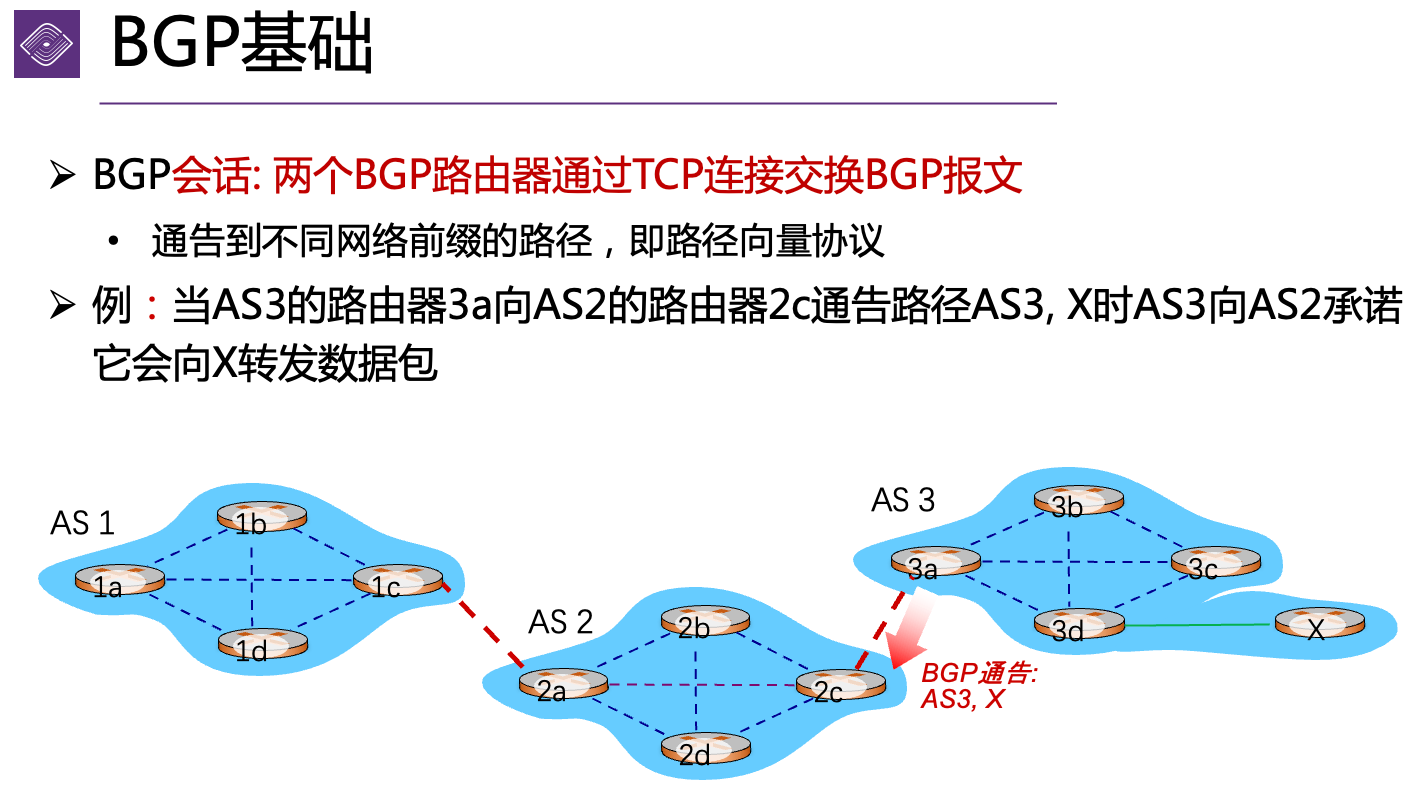 BGP基础
➢ BGP会话: 两个BGP路由器通过TCP连接交换BGP报文
• 通告到不同网络前缀的路径，即路径向量协议
➢ 例：当AS3的路由器3a向AS2的路由器2c通告路径AS3, X时AS3向AS2承诺
它会向X转发数据包
AS 1
1b
1a
1c
1d
AS 2
2b
2a
2c
2d
AS 3
3b
3a
3c
3d
X
BGP通告:
AS3, X